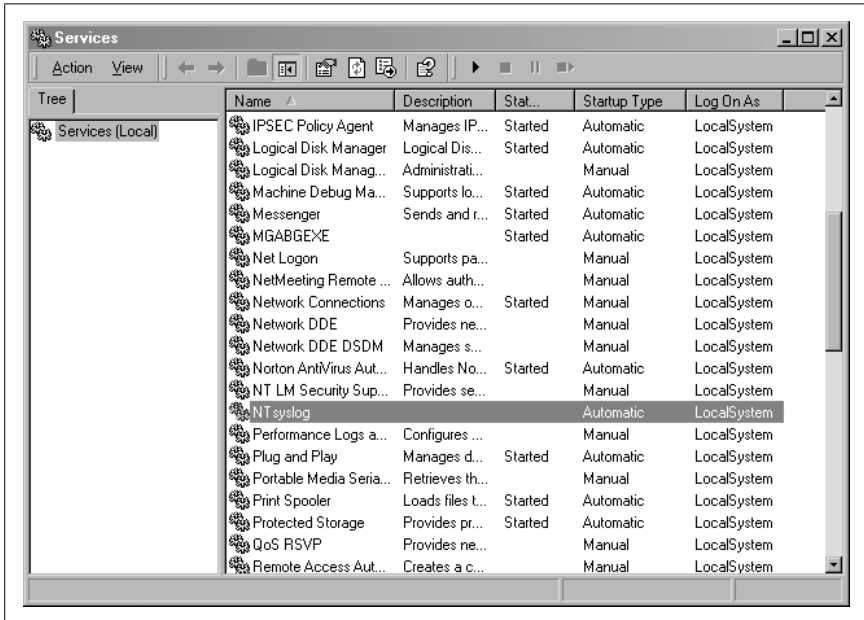 Services
Action View
Tree
Name Description Stat... Startup Type Log On As
Services (Local)
IPSEC Policy Agent Manages IP... Started Automatic LocalSystem
Logical Disk Manager Logical Dis... Started Automatic LocalSystem
Logical Disk Manag... Administrati... Manual LocalSystem
Machine Debug Ma... Supports lo... Started Automatic LocalSystem
Messenger Sends and r... Started Automatic LocalSystem
MGABGEXE Started Automatic LocalSystem
Net Logon Supports pa... Manual LocalSystem
NetMeeting Remote ... Allows auth... Manual LocalSystem
Network Connections Manages o... Started Manual LocalSystem
Network DDE Provides ne... Manual LocalSystem
Network DDE DSDM Manages s... Manual LocalSystem
Norton AntiVirus Aut... Handles No... Started Automatic LocalSystem
NT LM Security Sup... Provides se... Manual LocalSystem
NTsyslog Automatic LocalSystem
Performance Logs a... Configures ... Manual LocalSystem
Plug and Play Manages d... Started Automatic LocalSystem
Portable Media Seria... Retrieves th... Manual LocalSystem
Print Spooler Loads files t... Started Automatic LocalSystem
Protected Storage Provides pr... Started Automatic LocalSystem
QoS RSVP Provides ne... Manual LocalSystem
Remote Access Aut... Creates a c... Manual LocalSystem